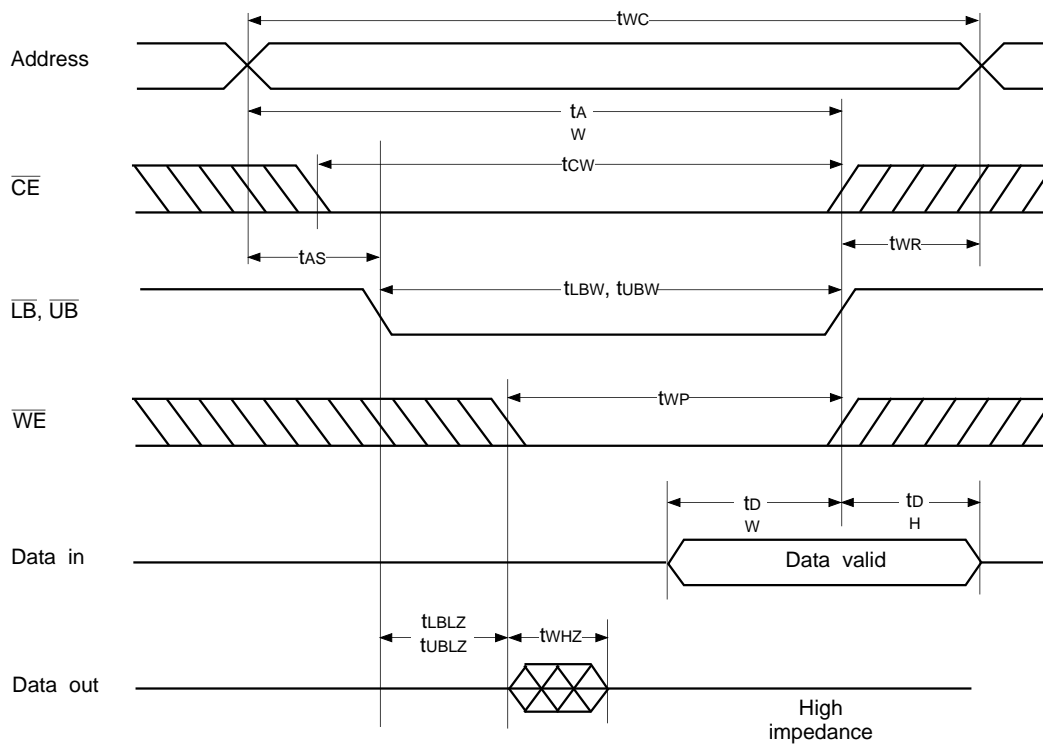 tWC
Address
tA
W
tCW
CE
tAS
tWR
tLBW, tUBW
LB, UB
tWP
WE
tD
W
tD
H
Data in
Data valid
tLBLZ
tUBLZ
tWHZ
Data out
High
impedance